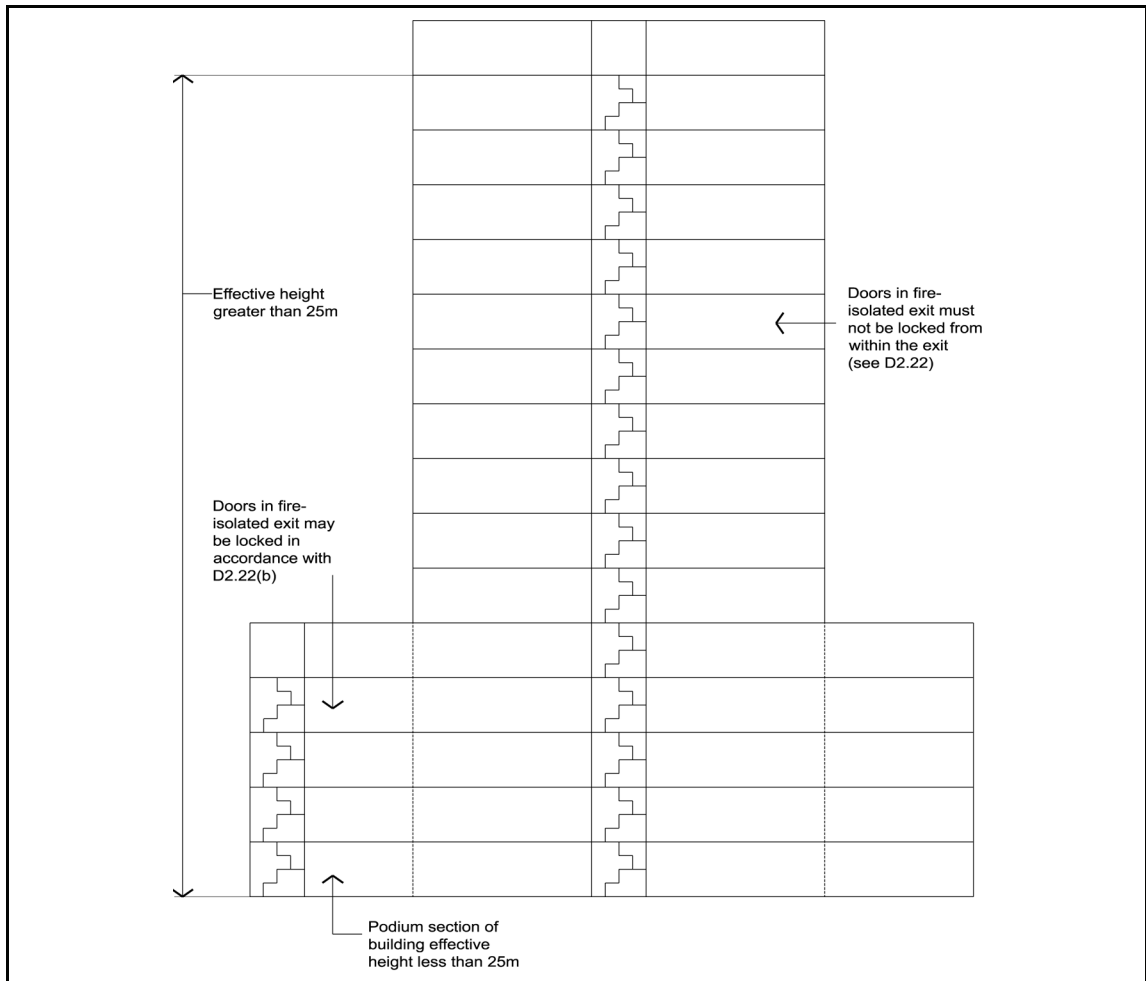 Effective height
greater than 25m
Doors in fire-
isolated exit must
not be locked from
within the exit
(see D2.22)
Doors in fire-
isolated exit may
be locked in
accordance with
D2.22(b)
Podium section of
building effective
height less than 25m